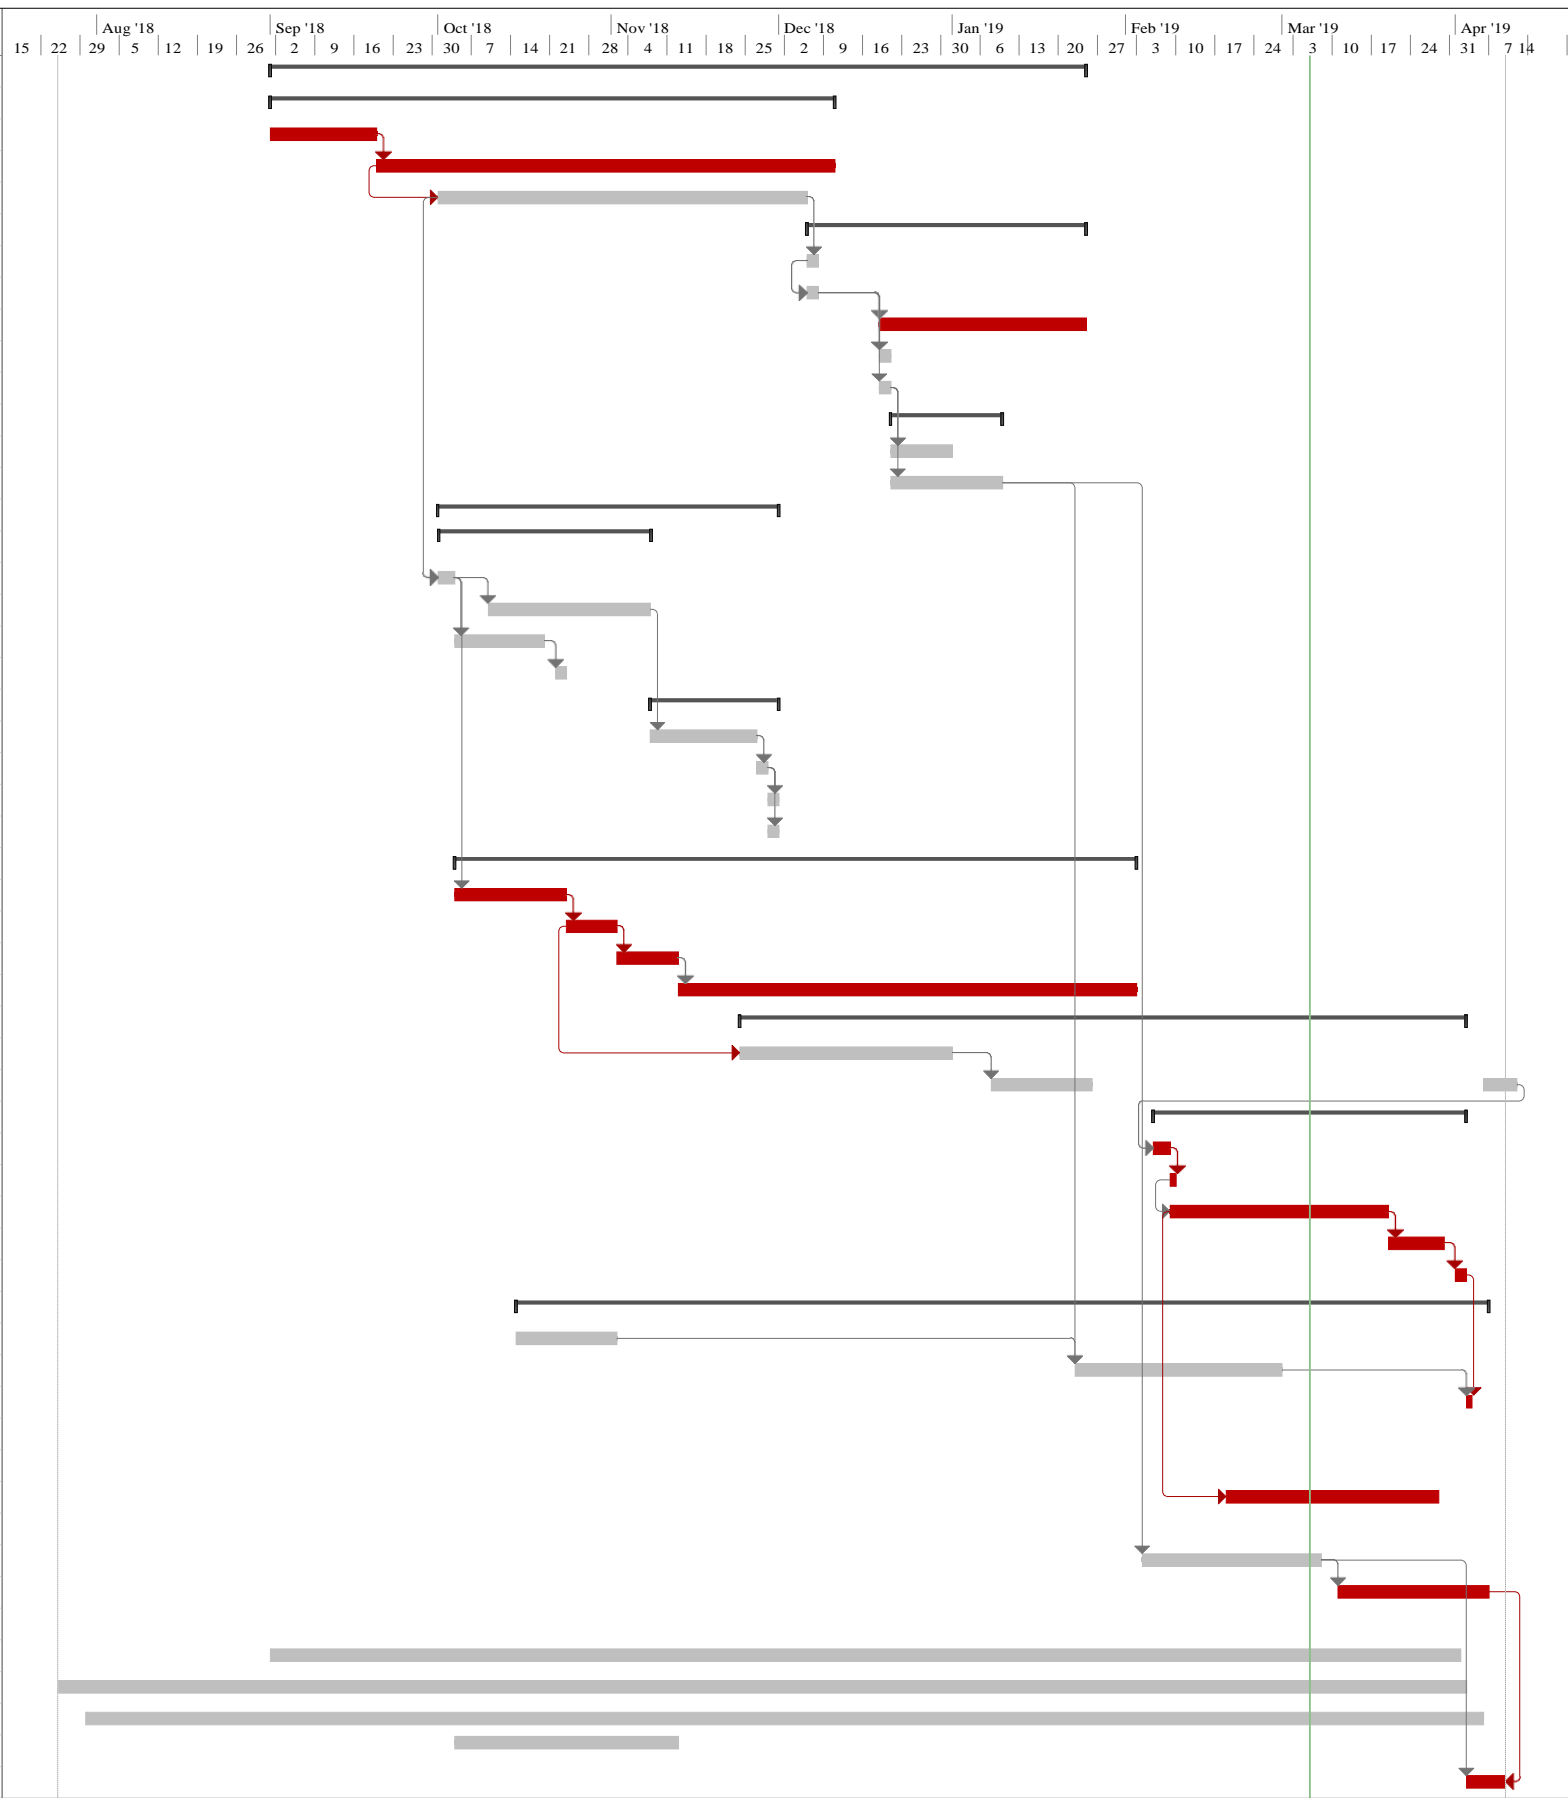 Aug '18 Sep '18 Oct '18 Nov '18 Dec '18 Jan '19 Feb '19 Mar '19 Apr '19
15 22 29 5 12 19 26 2 9 16 23 30 7 14 21 28 4 11 18 25 2 9 16 23 30 6 13 20 27 3 10 17 24 3 10 17 24 31 7 14